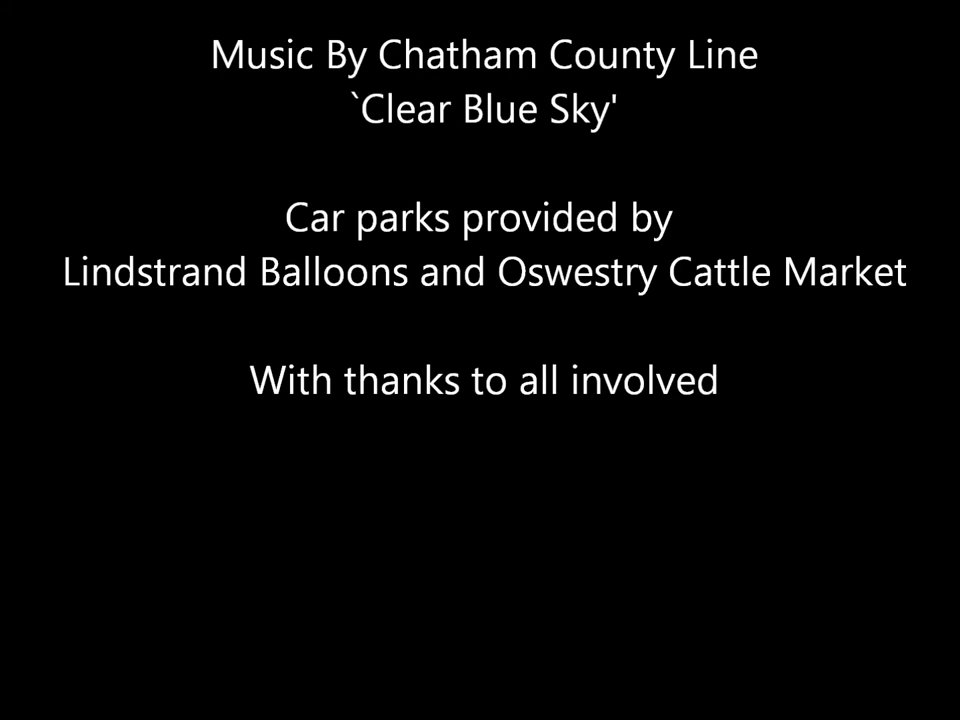 Music By Chatham County Line
`Clear Blue Sky'
Car parks provided by
Lindstrand Balloons and Oswestry Cattle Market
With thanks to all involved